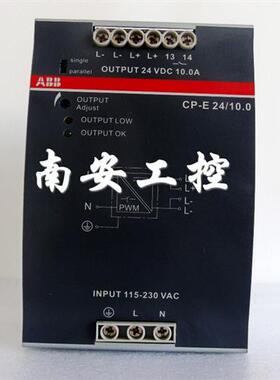 L- L- L+ L+ 13 14
single
parallel
OUTPUT 24 VDC 10.0A
ABB
OUTPUT
Adjust
CP-E 24/10.0
OUTPUT LOW
OUTPUT OK
南安工控
L+
L+
L-
L-
N
PWM
INPUT 115-230 VAC
L N